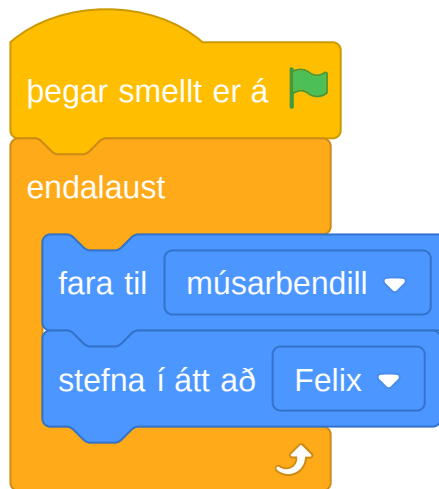 þegar smellt er á
endalaust
fara til músarbendill
stefna í átt að Felix